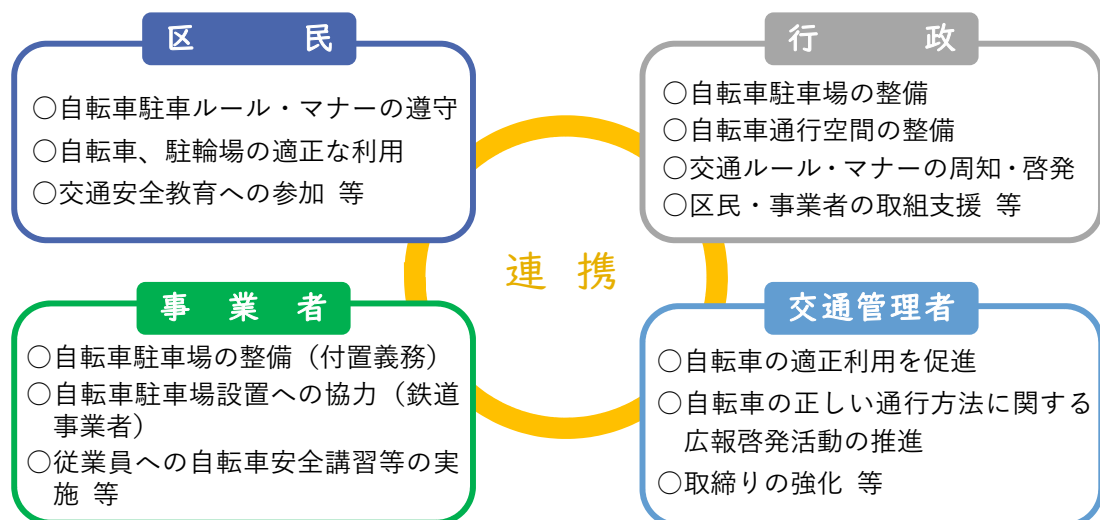 区民
○自転車駐車ルール・マナーの遵守
○自転車、駐輪場の適正な利用
○交通安全教育への参加 等
行政
○自転車駐車場の整備
○自転車通行空間の整備
○交通ルール・マナーの周知・啓発
○区民・事業者の取組支援 等
連携
事業者
○自転車駐車場の整備（付置義務）
○自転車駐車場設置への協力（鉄道
事業者）
○従業員への自転車安全講習等の実
施 等
交通管理者
○自転車の適正利用を促進
○自転車の正しい通行方法に関する
広報啓発活動の推進
○取締りの強化 等